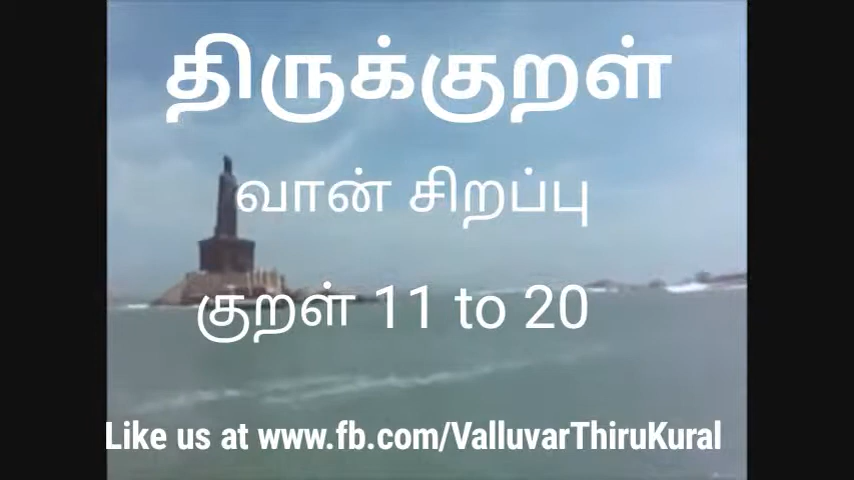 திருக்குறள்
வான் சிறப்பு
குறள் 11 to 20
Like us at www.fb.com/ValluvarThiruKural